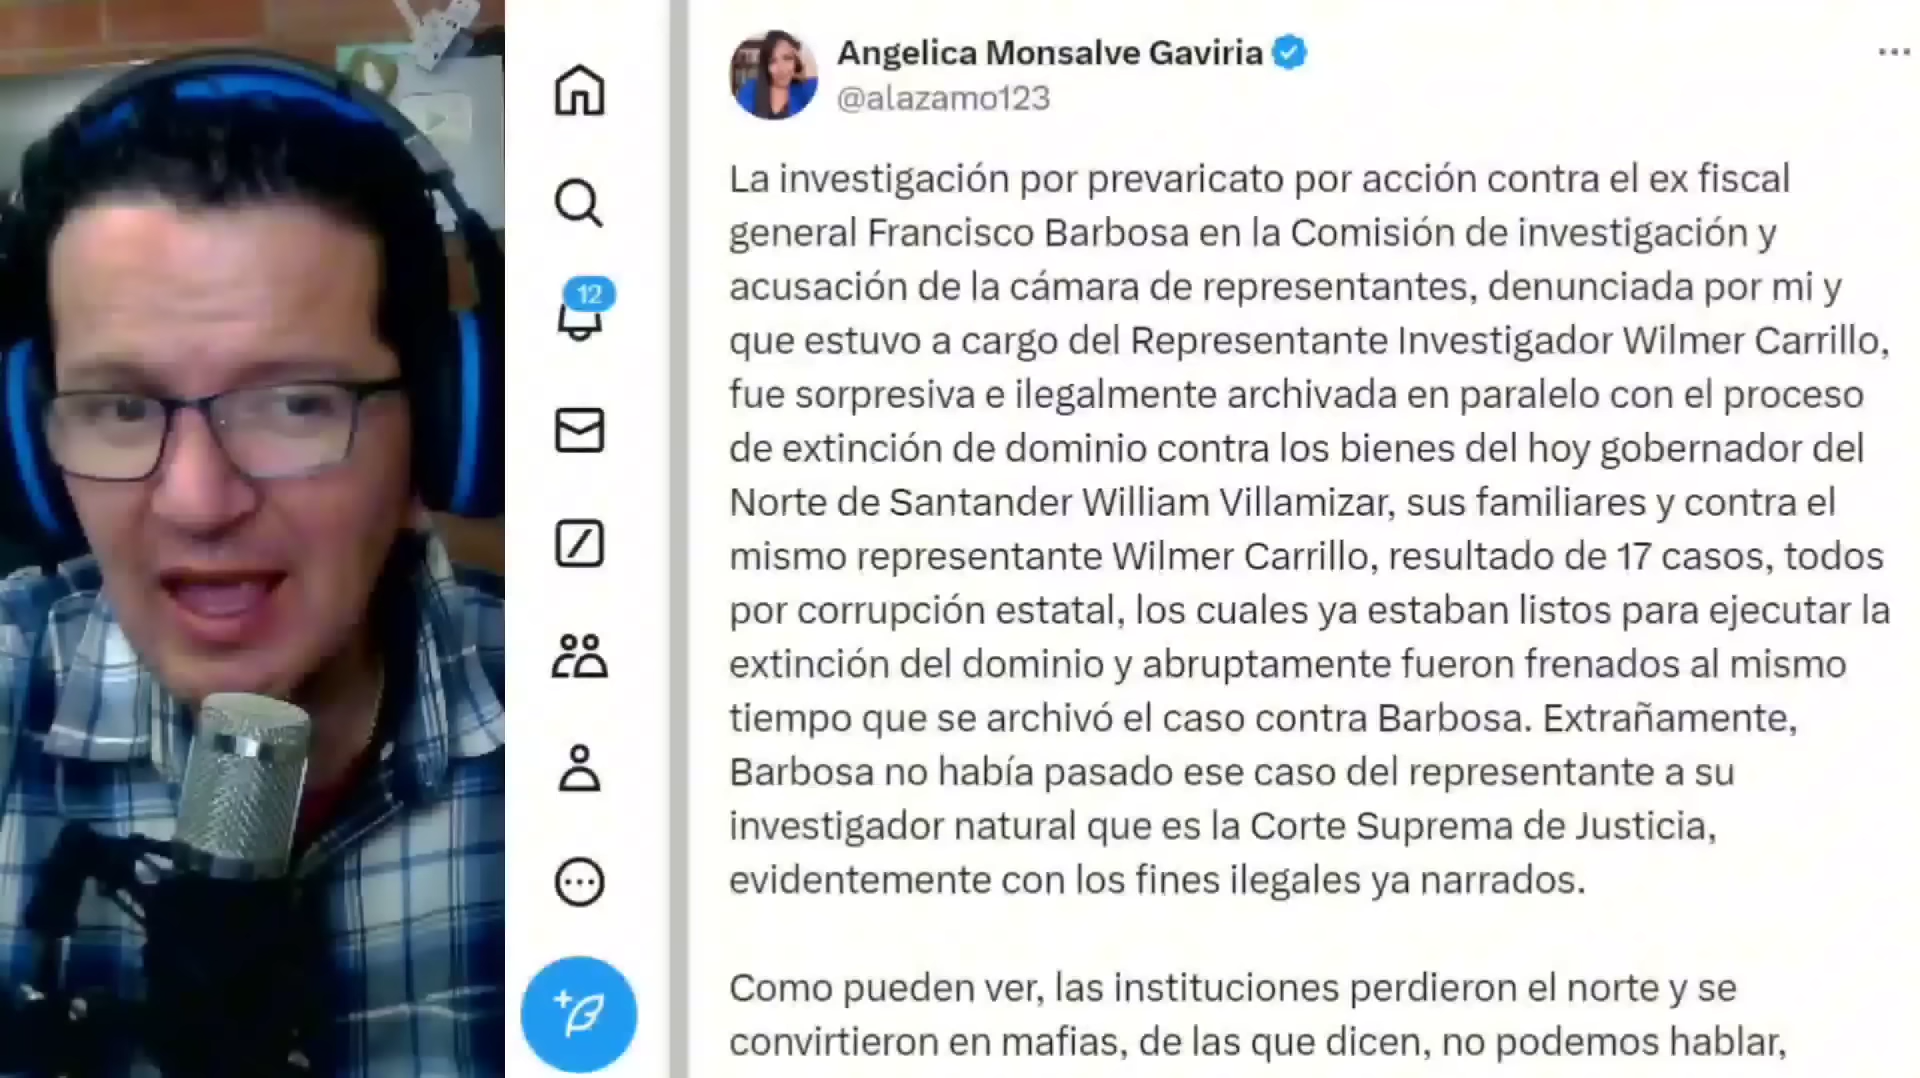 Angelica Monsalve Gaviria
@alazamo123
La investigación por prevaricato por acción contra el ex fiscal
general Francisco Barbosa en la Comisión de investigación y
acusación de la cámara de representantes, denunciada por mi y
que estuvo a cargo del Representante Investigador Wilmer Carrillo,
fue sorpresiva e ilegalmente archivada en paralelo con el proceso
de extinción de dominio contra los bienes del hoy gobernador del
Norte de Santander William Villamizar, sus familiares y contra el
mismo representante Wilmer Carrillo, resultado de 17 casos, todos
por corrupción estatal, los cuales ya estaban listos para ejecutar la
extinción del dominio y abruptamente fueron frenados al mismo
tiempo que se archivó el caso contra Barbosa. Extrañamente,
Barbosa no había pasado ese caso del representante a su
investigador natural que es la Corte Suprema de Justicia,
evidentemente con los fines ilegales ya narrados.
Como pueden ver, las instituciones perdieron el norte y se
convirtieron en mafias, de las que dicen, no podemos hablar,
12